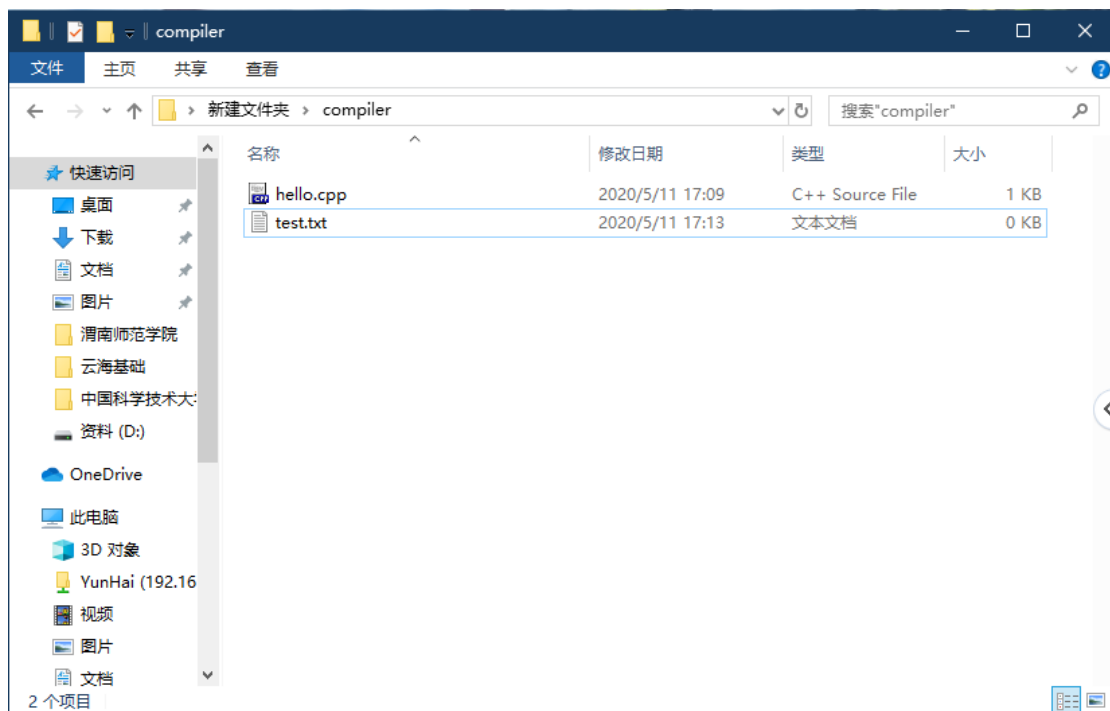 compiler
文件 主页 共享 查看
新建文件夹 compiler 搜索"compiler"
名称 修改日期 类型 大小
快速访问
hello.cpp 2020/5/11 17:09 C++ Source File 1 KB
桌面
test.txt 2020/5/11 17:13 文本文档 0 KB
下载
文档
图片
渭南师范学院
云海基础
中国科学技术大
资料 (D:)
OneDrive
此电脑
3D 对象
YunHai (192.16
视频
图片
文档
2 个项目